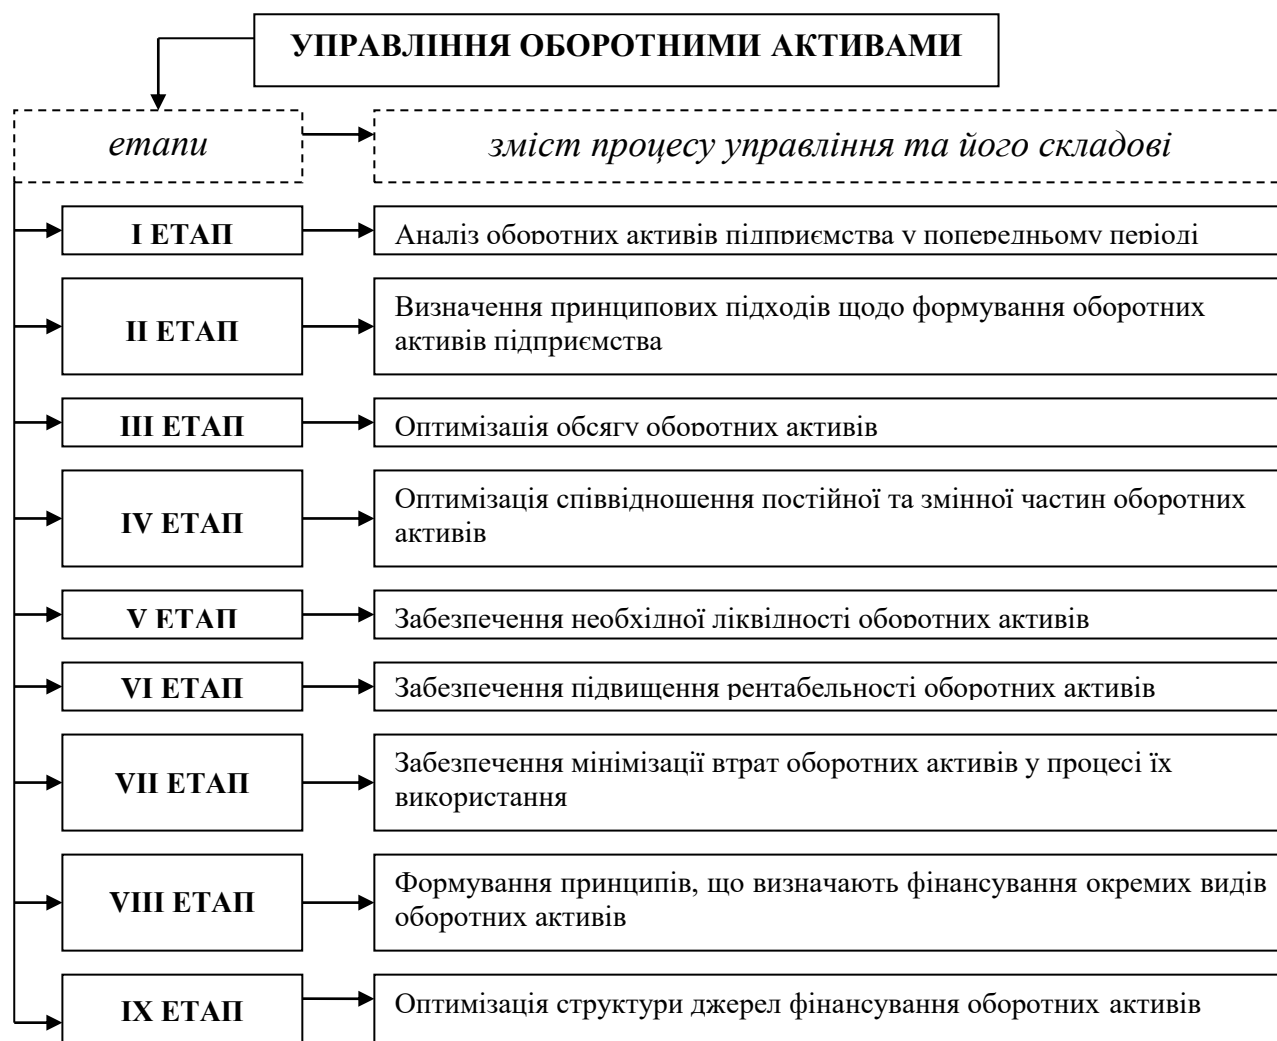 УПРАВЛІННЯ ОБОРОТНИМИ АКТИВАМИ
етапи
зміст процесу управління та його складові
I ЕТАП
Аналіз оборотних активів підприємства у попередньому періоді
II ЕТАП
Визначення принципових підходів щодо формування оборотних
активів підприємства
III ЕТАП
Оптимізація обсягу оборотних активів
IV ЕТАП
Оптимізація співвідношення постійної та змінної частин оборотних
активів
V ЕТАП
Забезпечення необхідної ліквідності оборотних активів
VI ЕТАП
Забезпечення підвищення рентабельності оборотних активів
VII ЕТАП
Забезпечення мінімізації втрат оборотних активів у процесі їх
використання
VIII ЕТАП
Формування принципів, що визначають фінансування окремих видів
оборотних активів
IX ЕТАП
Оптимізація структури джерел фінансування оборотних активів